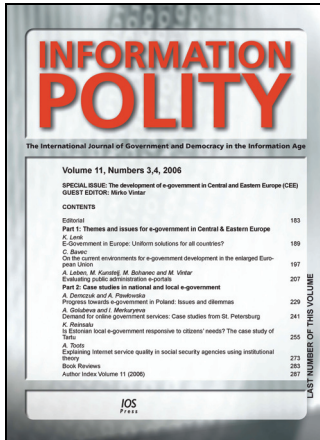 INFORMATION
POLITY
The International Journal of Government and Democracy in the Information Age
Volume 11, Numbers 3,4, 2006
SPECIAL ISSUE: The development of e-government in Central and Eastern Europe (CEE)
GUEST EDITOR: Mirko Vintar
CONTENTS
Editorial 183
Part 1: Themes and issues for e-government in Central & Eastern Europe
K. Lenk
E-Government in Europe: Uniform solutions for all countries? 189
C. Bavec
On the current environments for e-government development in the enlarged Euro-
pean Union 197
A. Leben, M. Kunstelj, M. Bohanec and M. Vintar
Evaluating public administration e-portals 207
Part 2: Case studies in national and local e-government
A. Demczuk and A. Pawłowska
Progress towards e-government in Poland: Issues and dilemmas 229
A. Golubeva and I. Merkuryeva
Demand for online government services: Case studies from St. Petersburg 241
K. Reinsalu
Is Estonian local e-government responsive to citizens' needs? The case study of
Tartu 255
A. Toots
Explaining Internet service quality in social security agencies using institutional
theory 273
Book Reviews 283
Author Index Volume 11 (2006) 287
LAST NUMBER OF THIS VOLUME
IOS
Press